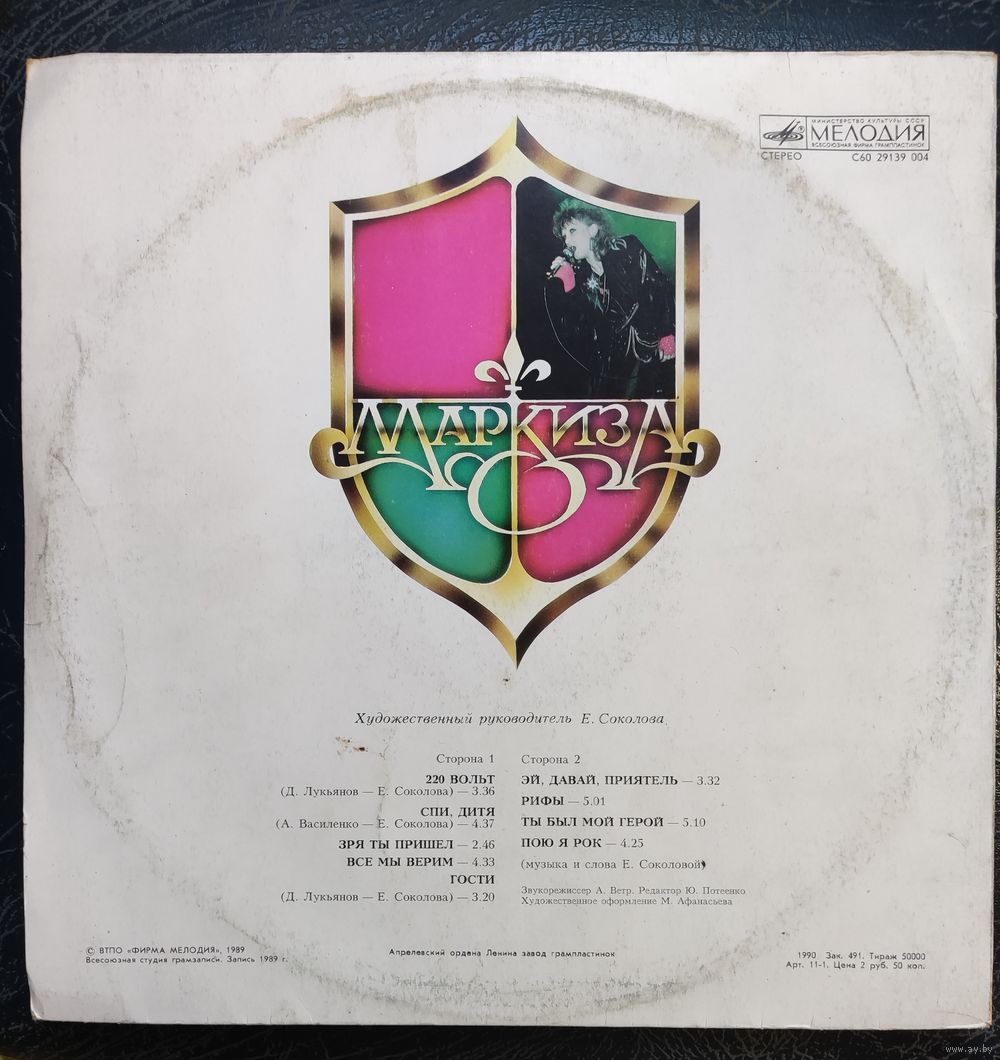 МИНИСТЕРСТВО КУЛЬТУРЫ СССР
МЕЛОДИЯ
ВСЕСОЮЗНАЯ ФИРМА ГРАМПЛАСТИНОК
СТЕРЕО С60 29139 004
МАРКИЗА
Художественный руководитель Е. Соколова
Сторона 1
220 ВОЛЬТ
(Д. Лукьянов — Е. Соколова) — 3.36
СПИ, ДИТЯ
(А. Василенко — Е. Соколова) — 4.37
ЗРЯ ТЫ ПРИШЕЛ — 2.46
ВСЕ МЫ ВЕРИМ — 4.33
ГОСТИ
(Д. Лукьянов — Е. Соколова) — 3.20
Сторона 2
ЭЙ, ДАВАЙ, ПРИЯТЕЛЬ — 3.32
РИФЫ — 5.01
ТЫ БЫЛ МОЙ ГЕРОЙ — 5.10
ПОЮ Я РОК — 4.25
(музыка и слова Е. Соколовой)
Звукорежиссер А. Ветр. Редактор Ю. Потеенко
Художественное оформление М. Афанасьева
© ВТПО «ФИРМА МЕЛОДИЯ», 1989
Всесоюзная студия грамзаписи. Запись 1989 г.
Апрелевский ордена Ленина завод грампластинок
1990 Зак. 491. Тираж 50000
Арт. 11-1. Цена 2 руб. 50 коп.
www.ay.by